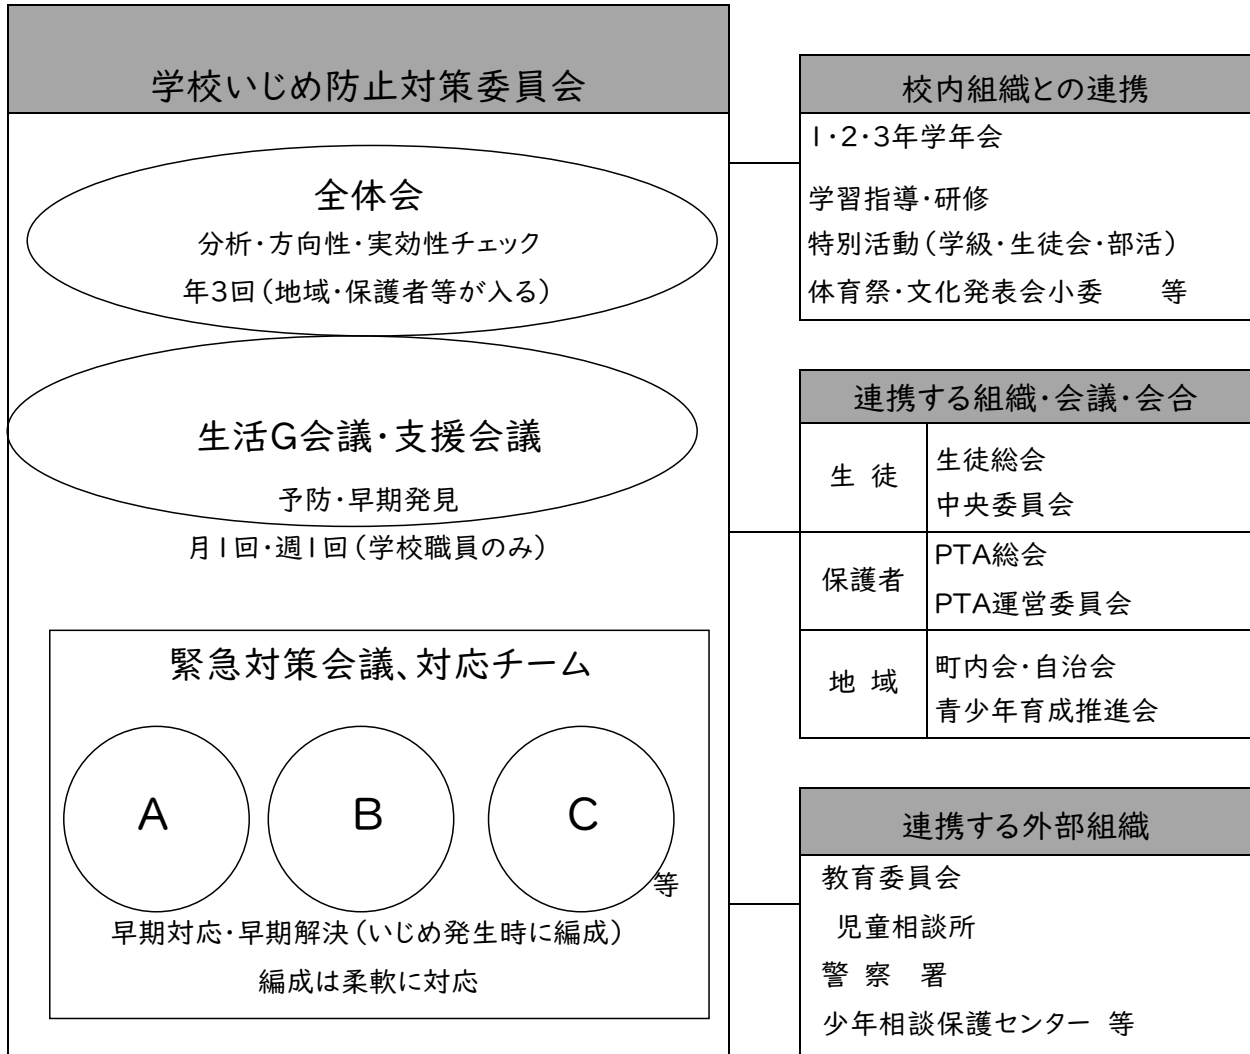 学校いじめ防止対策委員会
全体会
分析・方向性・実効性チェック
年3回(地域・保護者等が入る)
生活G会議・支援会議
予防・早期発見
月1回・週1回(学校職員のみ)
緊急対策会議、対応チーム
A B C
等
早期対応・早期解決(いじめ発生時に編成)
編成は柔軟に対応
校内組織との連携
1・2・3年学年会
学習指導・研修
特別活動(学級・生徒会・部活)
体育祭・文化発表会小委　等
連携する組織・会議・会合
生 徒
生徒総会
中央委員会
保護者
PTA総会
PTA運営委員会
地 域
町内会・自治会
青少年育成推進会
連携する外部組織
教育委員会
児童相談所
警 察　署
少年相談保護センター 等